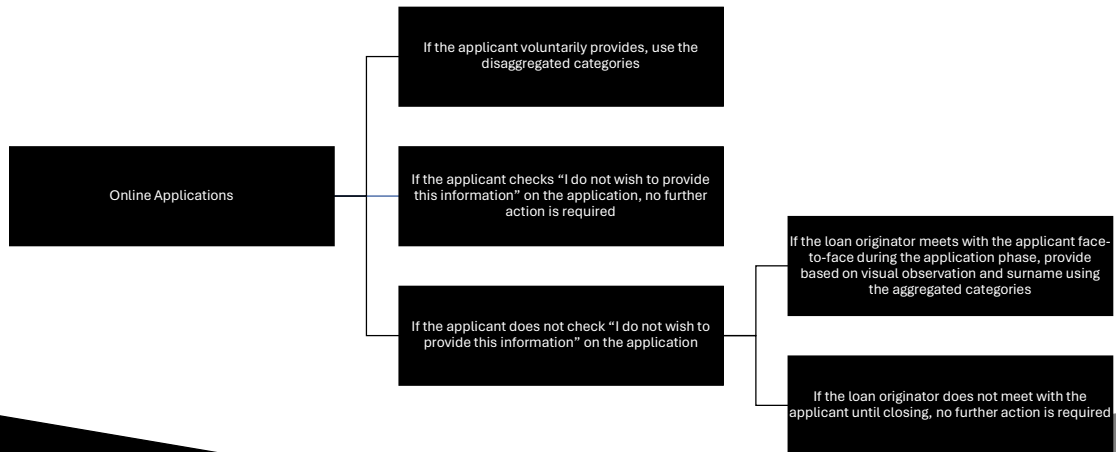 If the applicant voluntarily provides, use the
disaggregated categories
Online Applications
If the applicant checks “I do not wish to provide
this information” on the application, no further
action is required
If the applicant does not check “I do not wish to
provide this information” on the application
If the loan originator meets with the applicant face-
to-face during the application phase, provide
based on visual observation and surname using
the aggregated categories
If the loan originator does not meet with the
applicant until closing, no further action is required